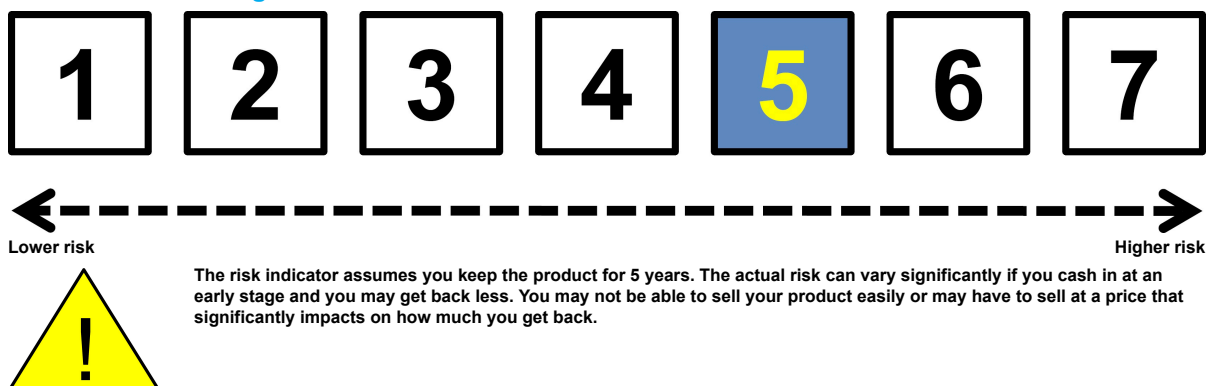 1 2 3 4 5 6 7
Lower risk Higher risk
The risk indicator assumes you keep the product for 5 years. The actual risk can vary significantly if you cash in at an
early stage and you may get back less. You may not be able to sell your product easily or may have to sell at a price that
significantly impacts on how much you get back.
!